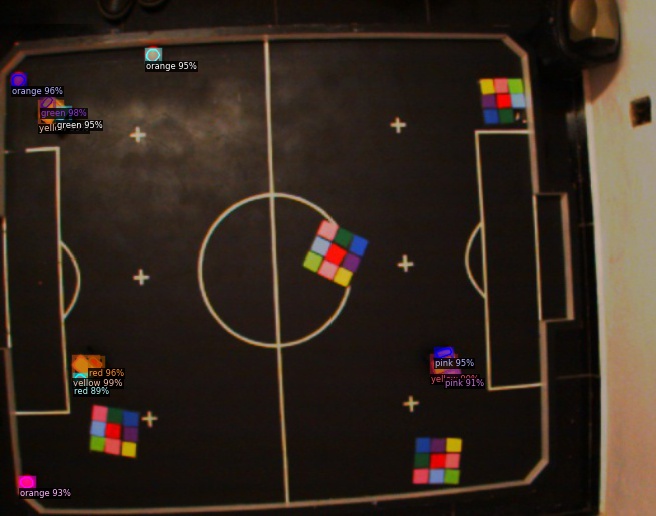 orange 95%
orange 96%
green 98%
green 95%
red 96%
yellow 99%
red 89%
pink 95%
pink 91%
orange 93%